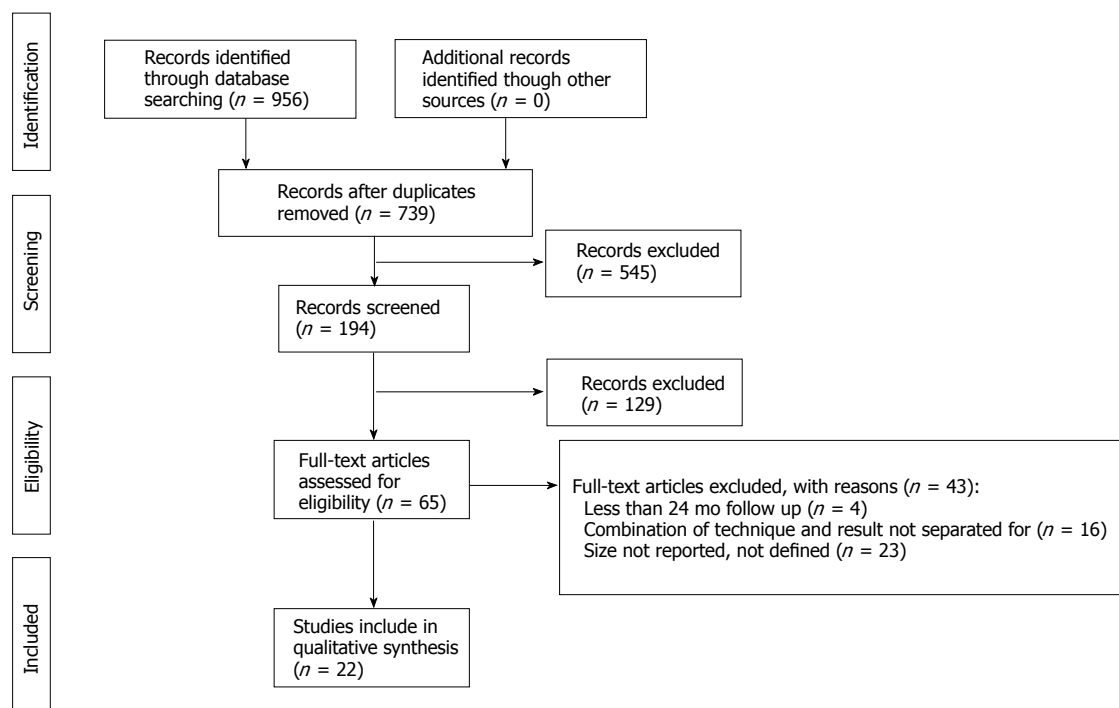 Identification
Records identified
through database
searching (n = 956)
Additional records
identified though other
sources (n = 0)
Records after duplicates
removed (n = 739)
Screening
Records excluded
(n = 545)
Records screened
(n = 194)
Records excluded
(n = 129)
Eligibility
Full-text articles
assessed for
eligibility (n = 65)
Full-text articles excluded, with reasons (n = 43):
Less than 24 mo follow up (n = 4)
Combination of technique and result not separated for (n = 16)
Size not reported, not defined (n = 23)
Included
Studies include in
qualitative synthesis
(n = 22)